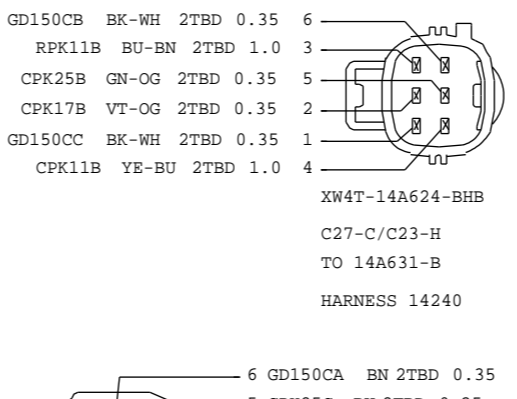 GD150CB BK-WH 2TBD 0.35 6
RPK11B BU-BN 2TBD 1.0 3
CPK25B GN-OG 2TBD 0.35 5
CPK17B VT-OG 2TBD 0.35 2
GD150CC BK-WH 2TBD 0.35 1
CPK11B YE-BU 2TBD 1.0 4
XW4T-14A624-BHB
C27-C/C23-H
TO 14A631-B
HARNESS 14240
6 GD150CA BN 2TBD 0.35